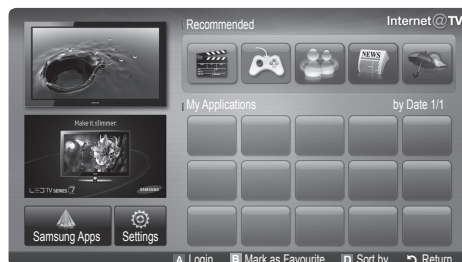 Recommended
Internet@TV
NEWS
My Applications
by Date 1/1
Make it slimmer.
LED TV SERIES 7
SAMSUNG
Samsung Apps
Settings
A Login B Mark as Favourite D Sort by Return